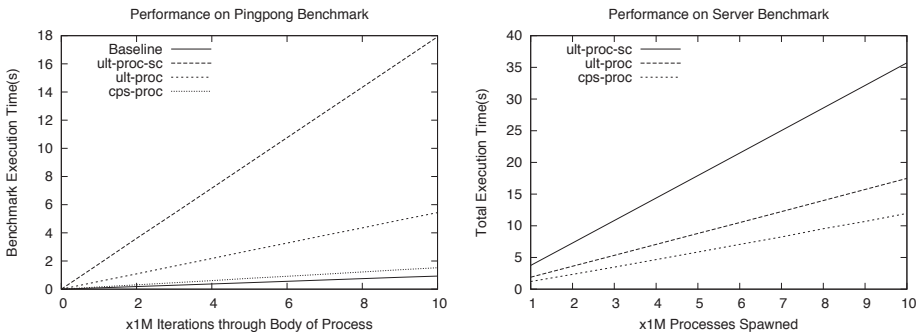 Performance on Pingpong Benchmark
18
16
14
12
10
8
6
4
2
0
Benchmark Execution Time(s)
Baseline
ult-proc-sc
ult-proc
cps-proc
0 2 4 6 8 10
x1M Iterations through Body of Process
Performance on Server Benchmark
40
35
30
25
20
15
10
5
0
Total Execution Time(s)
ult-proc-sc
ult-proc
cps-proc
1 2 3 4 5 6 7 8 9 10
x1M Processes Spawned